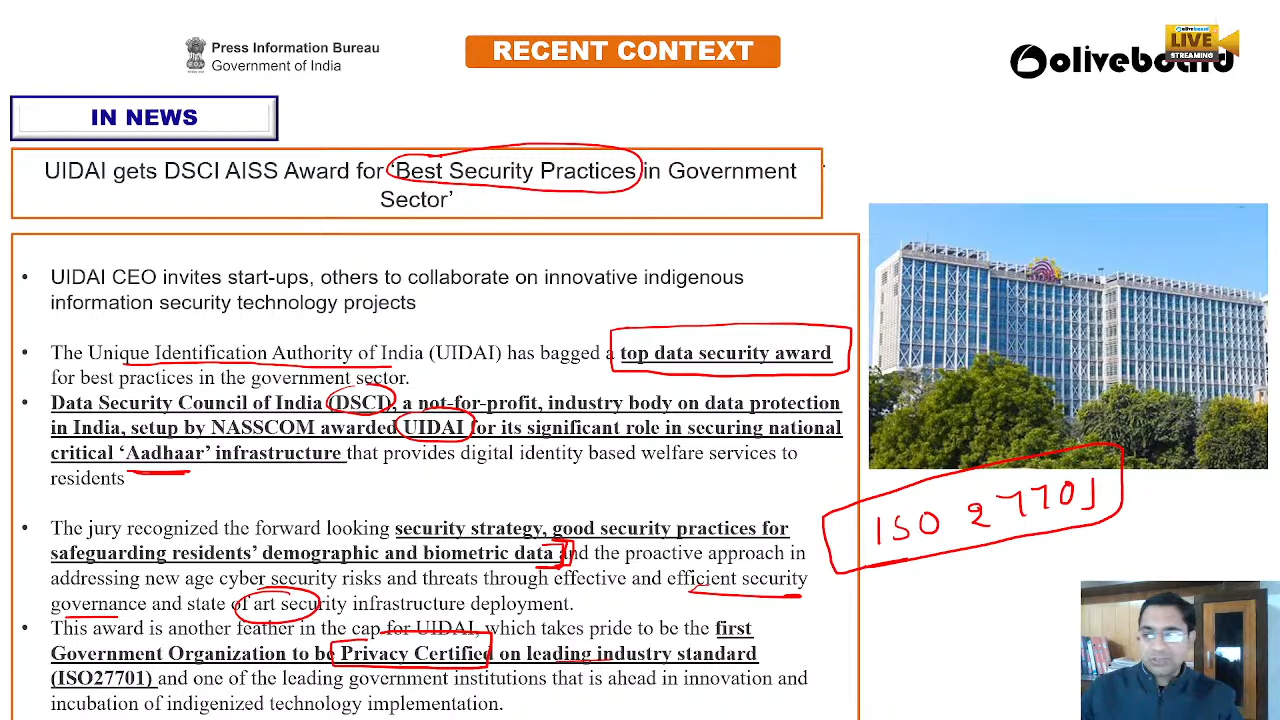 Press Information Bureau
Government of India
RECENT CONTEXT
oliveboard
LIVE
STREAMING
oliveboard
IN NEWS
UIDAI gets DSCI AISS Award for ‘Best Security Practices in Government
Sector’
• UIDAI CEO invites start-ups, others to collaborate on innovative indigenous
information security technology projects
• The Unique Identification Authority of India (UIDAI) has bagged a top data security award
for best practices in the government sector.
• Data Security Council of India (DSCI), a not-for-profit, industry body on data protection
in India, setup by NASSCOM awarded UIDAI for its significant role in securing national
critical ‘Aadhaar’ infrastructure that provides digital identity based welfare services to
residents
ISO 27701
• The jury recognized the forward looking security strategy, good security practices for
safeguarding residents’ demographic and biometric data and the proactive approach in
addressing new age cyber security risks and threats through effective and efficient security
governance and state of art security infrastructure deployment.
• This award is another feather in the cap for UIDAI, which takes pride to be the first
Government Organization to be Privacy Certified on leading industry standard
(ISO27701) and one of the leading government institutions that is ahead in innovation and
incubation of indigenized technology implementation.